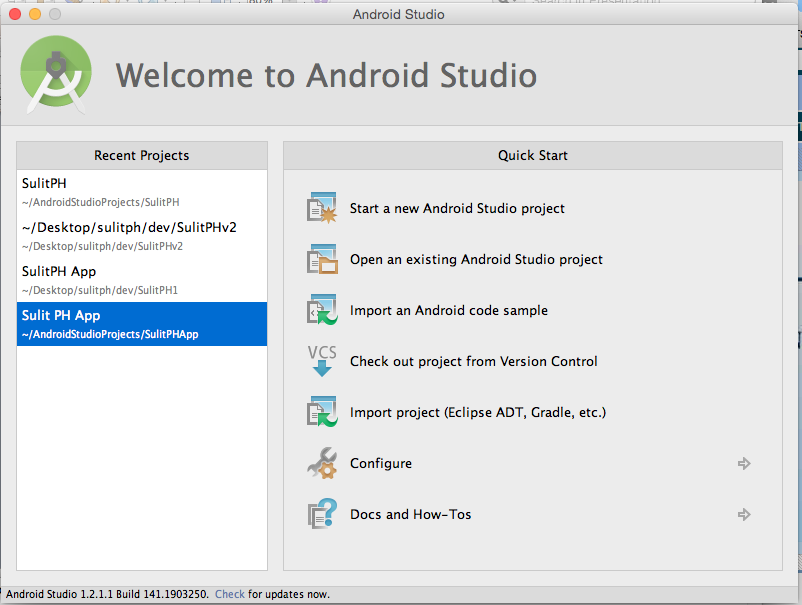 Android Studio
Welcome to Android Studio
Recent Projects
SulitPH
~/AndroidStudioProjects/SulitPH
~/Desktop/sulitph/dev/SulitPHv2
~/Desktop/sulitph/dev/SulitPHv2
SulitPH App
~/Desktop/sulitph/dev/SulitPH1
Sulit PH App
~/AndroidStudioProjects/SulitPHApp
Quick Start
Start a new Android Studio project
Open an existing Android Studio project
Import an Android code sample
VCS
Check out project from Version Control
Import project (Eclipse ADT, Gradle, etc.)
Configure
Docs and How-Tos
Android Studio 1.2.1.1 Build 141.1903250. Check for updates now.